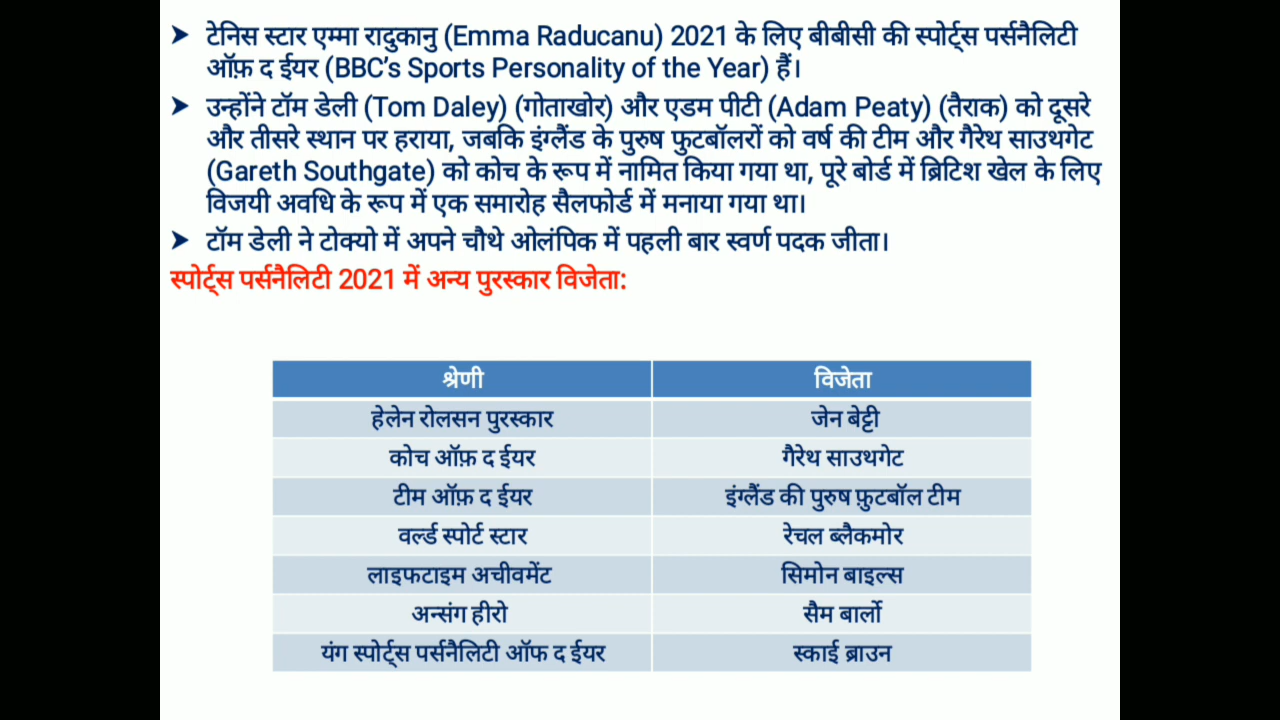 ➤ टेनिस स्टार एम्मा रादुकानु (Emma Raducanu) 2021 के लिए बीबीसी की स्पोर्ट्स पर्सनैलिटी
ऑफ़ द ईयर (BBC’s Sports Personality of the Year) हैं।
➤ उन्होंने टॉम डेली (Tom Daley) (गोताखोर) और एडम पीटी (Adam Peaty) (तैराक) को दूसरे
और तीसरे स्थान पर हराया, जबकि इंग्लैंड के पुरुष फुटबॉलरों को वर्ष की टीम और गैरेथ साउथगेट
(Gareth Southgate) को कोच के रूप में नामित किया गया था, पूरे बोर्ड में ब्रिटिश खेल के लिए
विजयी अवधि के रूप में एक समारोह सैलफोर्ड में मनाया गया था।
➤ टॉम डेली ने टोक्यो में अपने चौथे ओलंपिक में पहली बार स्वर्ण पदक जीता।
स्पोर्ट्स पर्सनैलिटी 2021 में अन्य पुरस्कार विजेता:
श्रेणी विजेता
हेलेन रोलसन पुरस्कार जेन बेट्टी
कोच ऑफ़ द ईयर गैरेथ साउथगेट
टीम ऑफ़ द ईयर इंग्लैंड की पुरुष फ़ुटबॉल टीम
वर्ल्ड स्पोर्ट स्टार रेचल ब्लैकमोर
लाइफटाइम अचीवमेंट सिमोन बाइल्स
अन्संग हीरो सैम बार्लो
यंग स्पोर्ट्स पर्सनैलिटी ऑफ द ईयर स्काई ब्राउन